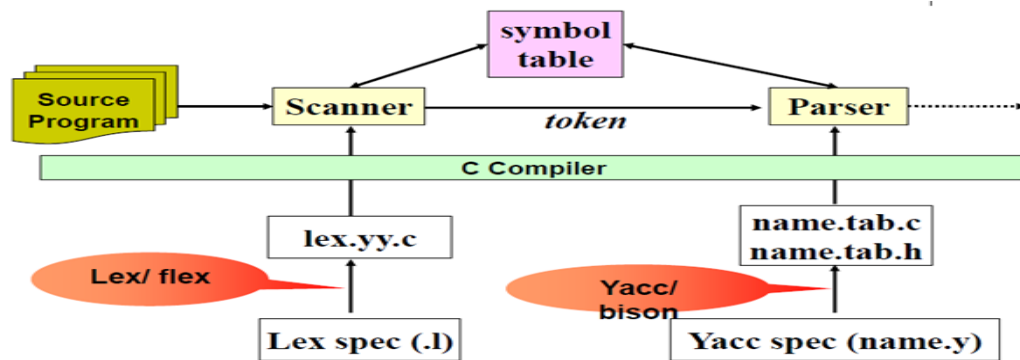 symbol
table
Source
Program
Scanner
token
Parser
C Compiler
lex.yy.c
name.tab.c
name.tab.h
Lex/ flex
Yacc/
bison
Lex spec (.l)
Yacc spec (name.y)